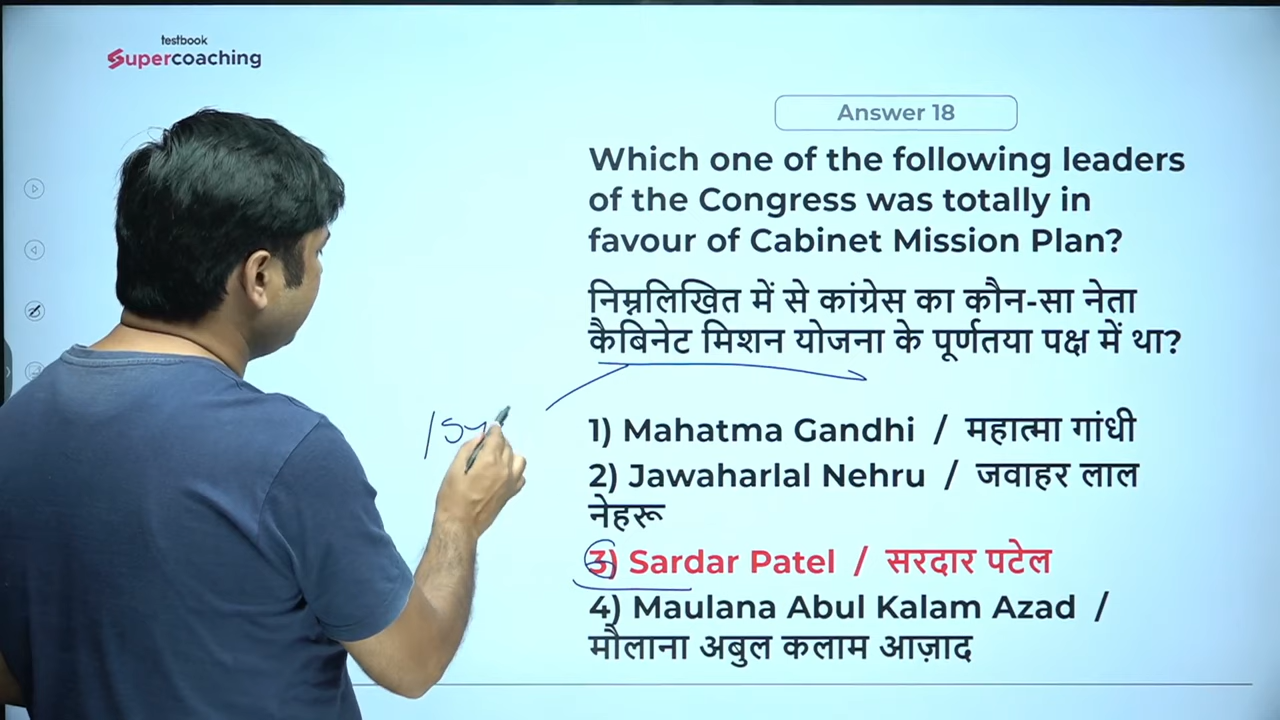 testbook
Supercoaching
Answer 18
Which one of the following leaders
of the Congress was totally in
favour of Cabinet Mission Plan?
निम्नलिखित में से कांग्रेस का कौन-सा नेता
कैबिनेट मिशन योजना के पूर्णतया पक्ष में था?
1) Mahatma Gandhi / महात्मा गांधी
2) Jawaharlal Nehru / जवाहर लाल
नेहरू
3) Sardar Patel / सरदार पटेल
4) Maulana Abul Kalam Azad /
मौलाना अबुल कलाम आज़ाद